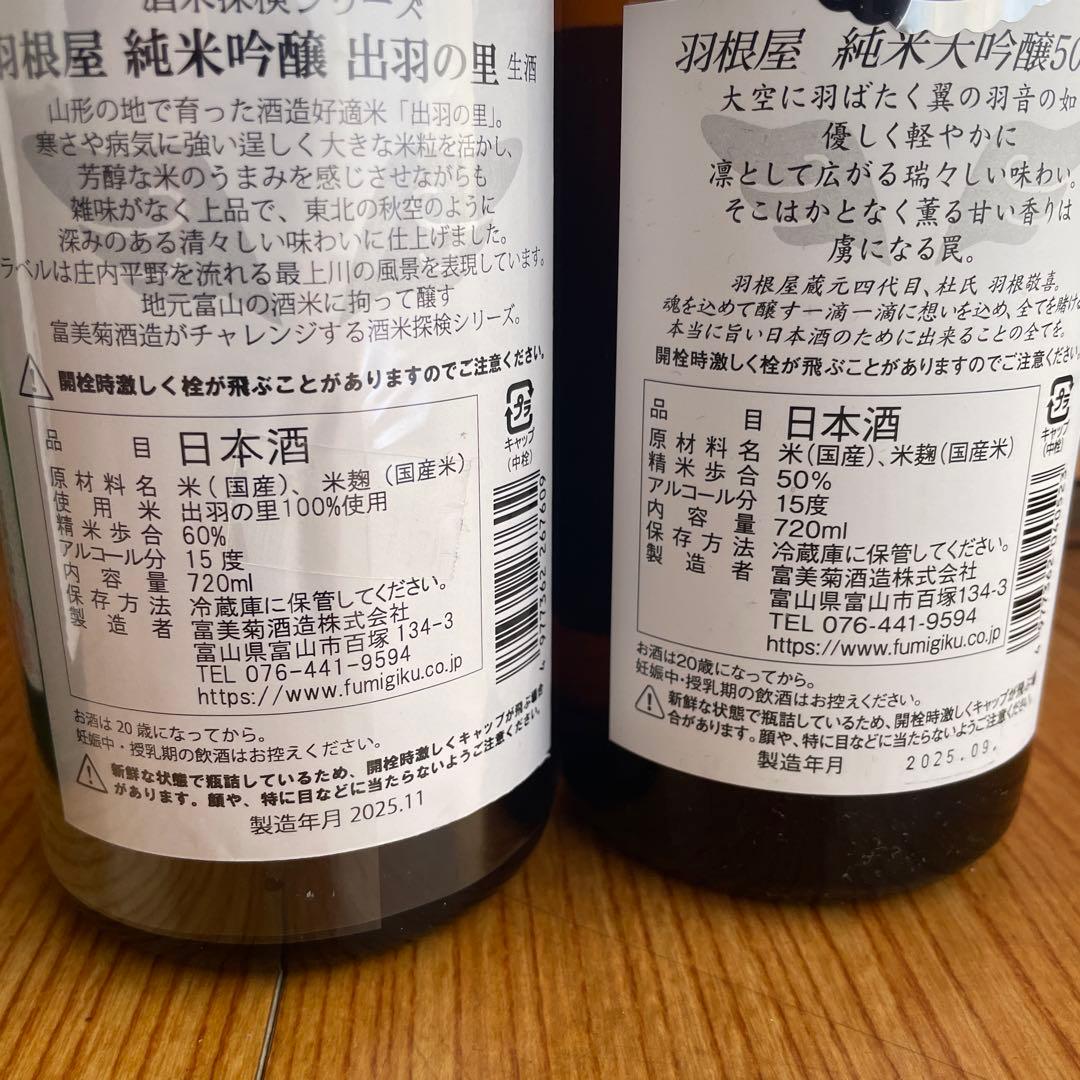 酒米探検シリーズ
羽根屋 純米吟醸 出羽の里 生酒
山形の地で育った酒造好適米「出羽の里」。
寒さや病気に強い逞しく大きな米粒を活かし、
芳醇な米のうまみを感じさせながらも
雑味がなく上品で、東北の秋空のように
深みのある清々しい味わいに仕上げました。
ラベルは庄内平野を流れる最上川の風景を表現しています。
地元富山の酒米に拘って醸す
富美菊酒造がチャレンジする酒米探検シリーズ。
開栓時激しく栓が飛ぶことがありますのでご注意ください。
品目 日本酒
原材料名 米(国産)、米麹(国産米)
使用米 出羽の里100%使用
精米歩合 60%
アルコール分 15度
内容量 720ml
保存方法 冷蔵庫に保管してください。
製造者 富美菊酒造株式会社
富山県富山市百塚134-3
TEL 076-441-9594
https://www.fumigiku.co.jp
プラ
キャップ
(中栓)
4 977362 267609
お酒は20歳になってから。
妊娠中・授乳期の飲酒はお控えください。
新鮮な状態で瓶詰しているため、開栓時激しくキャップが飛ぶ場合
があります。顔や、特に目などに当たらないようご注意ください。
製造年月 2025.11
羽根屋 純米大吟醸50
大空に羽ばたく翼の羽音の如
優しく軽やかに
凛として広がる瑞々しい味わい。
そこはかとなく薫る甘い香りは
虜になる罠。
羽根屋蔵元四代目、杜氏 羽根敬喜。
魂を込めて醸す一滴一滴に想いを込め、全てを賭け
本当に旨い日本酒のために出来ることの全てを。
開栓時激しく栓が飛ぶことがありますのでご注意ください。
品目 日本酒
原材料名 米(国産)、米麹(国産米)
精米歩合 50%
アルコール分 15度
内容量 720ml
保存方法 冷蔵庫に保管してください。
製造者 富美菊酒造株式会社
富山県富山市百塚134-3
TEL 076-441-9594
https://www.fumigiku.co.jp
プラ
キャップ
(中栓)
お酒は20歳になってから。
妊娠中・授乳期の飲酒はお控えください。
新鮮な状態で瓶詰しているため、開栓時激しくキャップが飛ぶ場
合があります。顔や、特に目などに当たらないようご注意ください。
製造年月 2025.09.